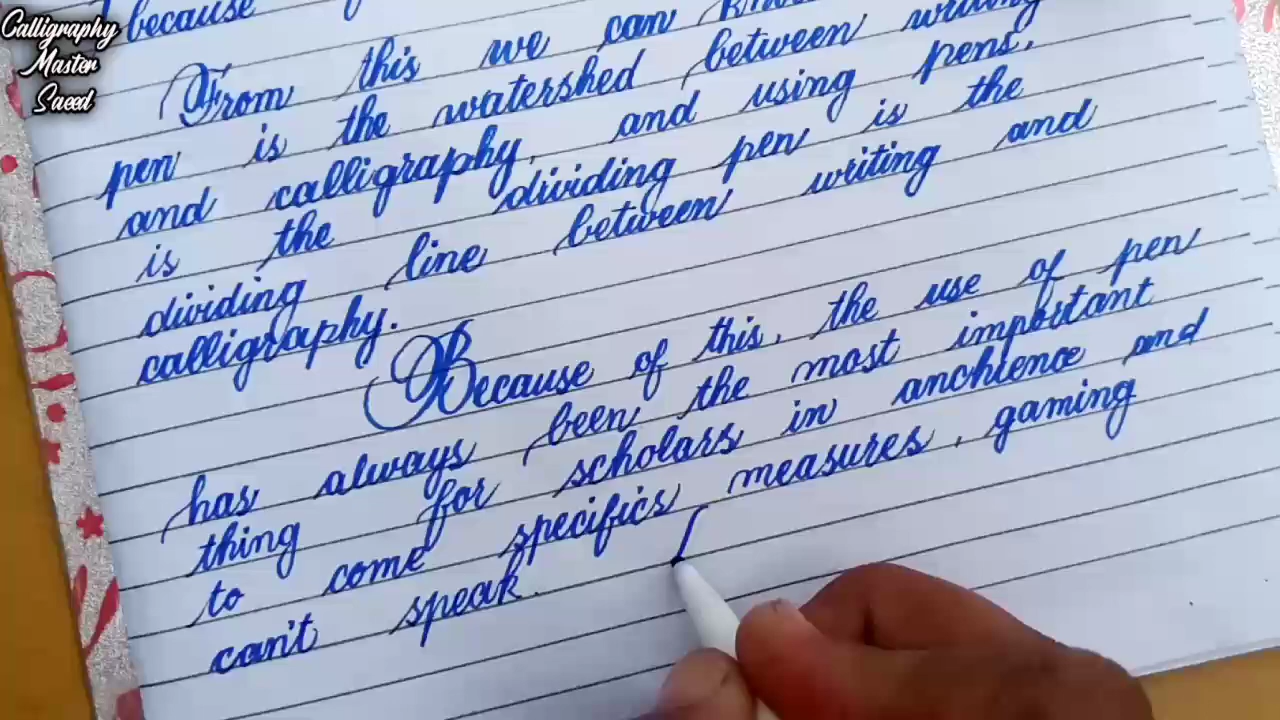 Calligraphy
Master
Saeed
because of
From this we can know
pen is the watershed between writing
and calligraphy, and using pens.
is the dividing pen is the
dividing line between writing and
calligraphy.
Because of this, the use of pen
has always been the most important
thing for scholars in anchience and
to come specifics measures, gaming
can't speak.